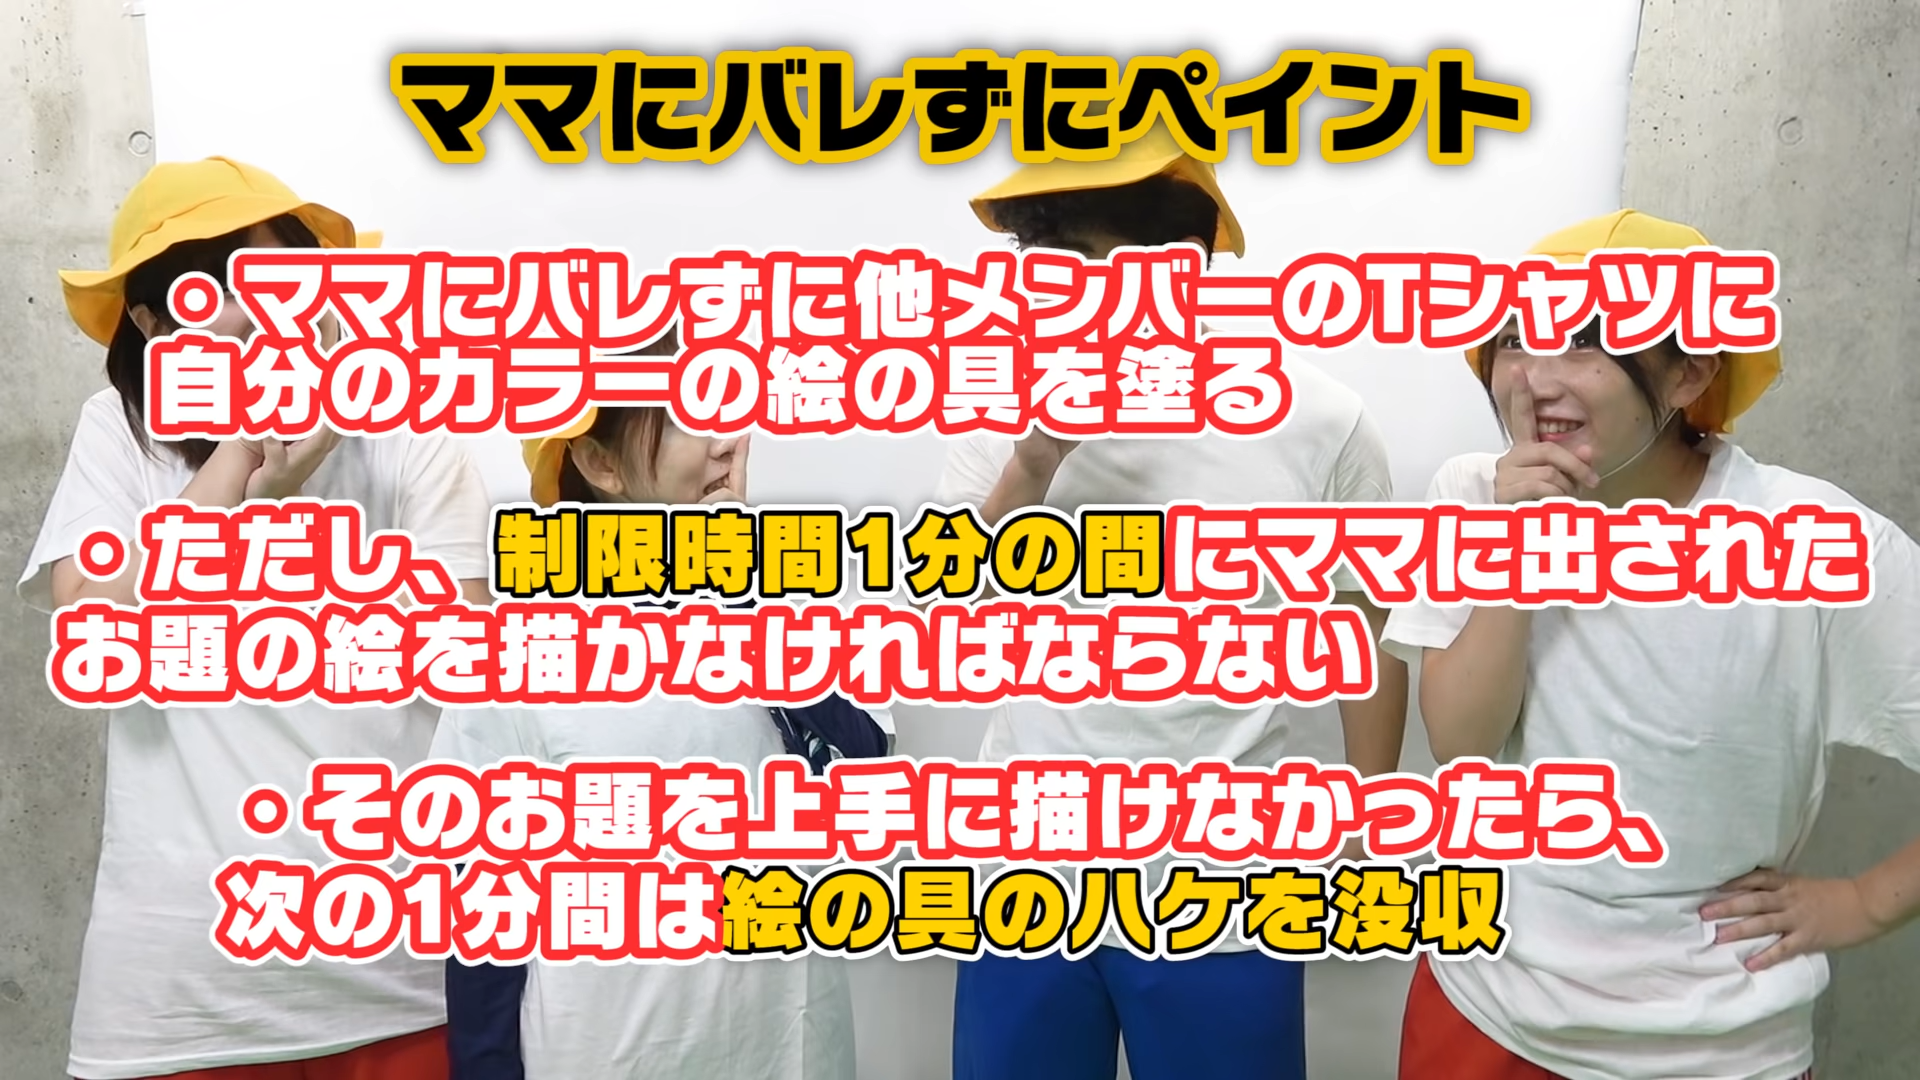 ママにバレずにペイント
・ママにバレずに他メンバーのTシャツに
自分のカラーの絵の具を塗る
・ただし、制限時間1分の間にママに出された
お題の絵を描かなければならない
・そのお題を上手に描けなかったら、
次の1分間は絵の具のハケを没収